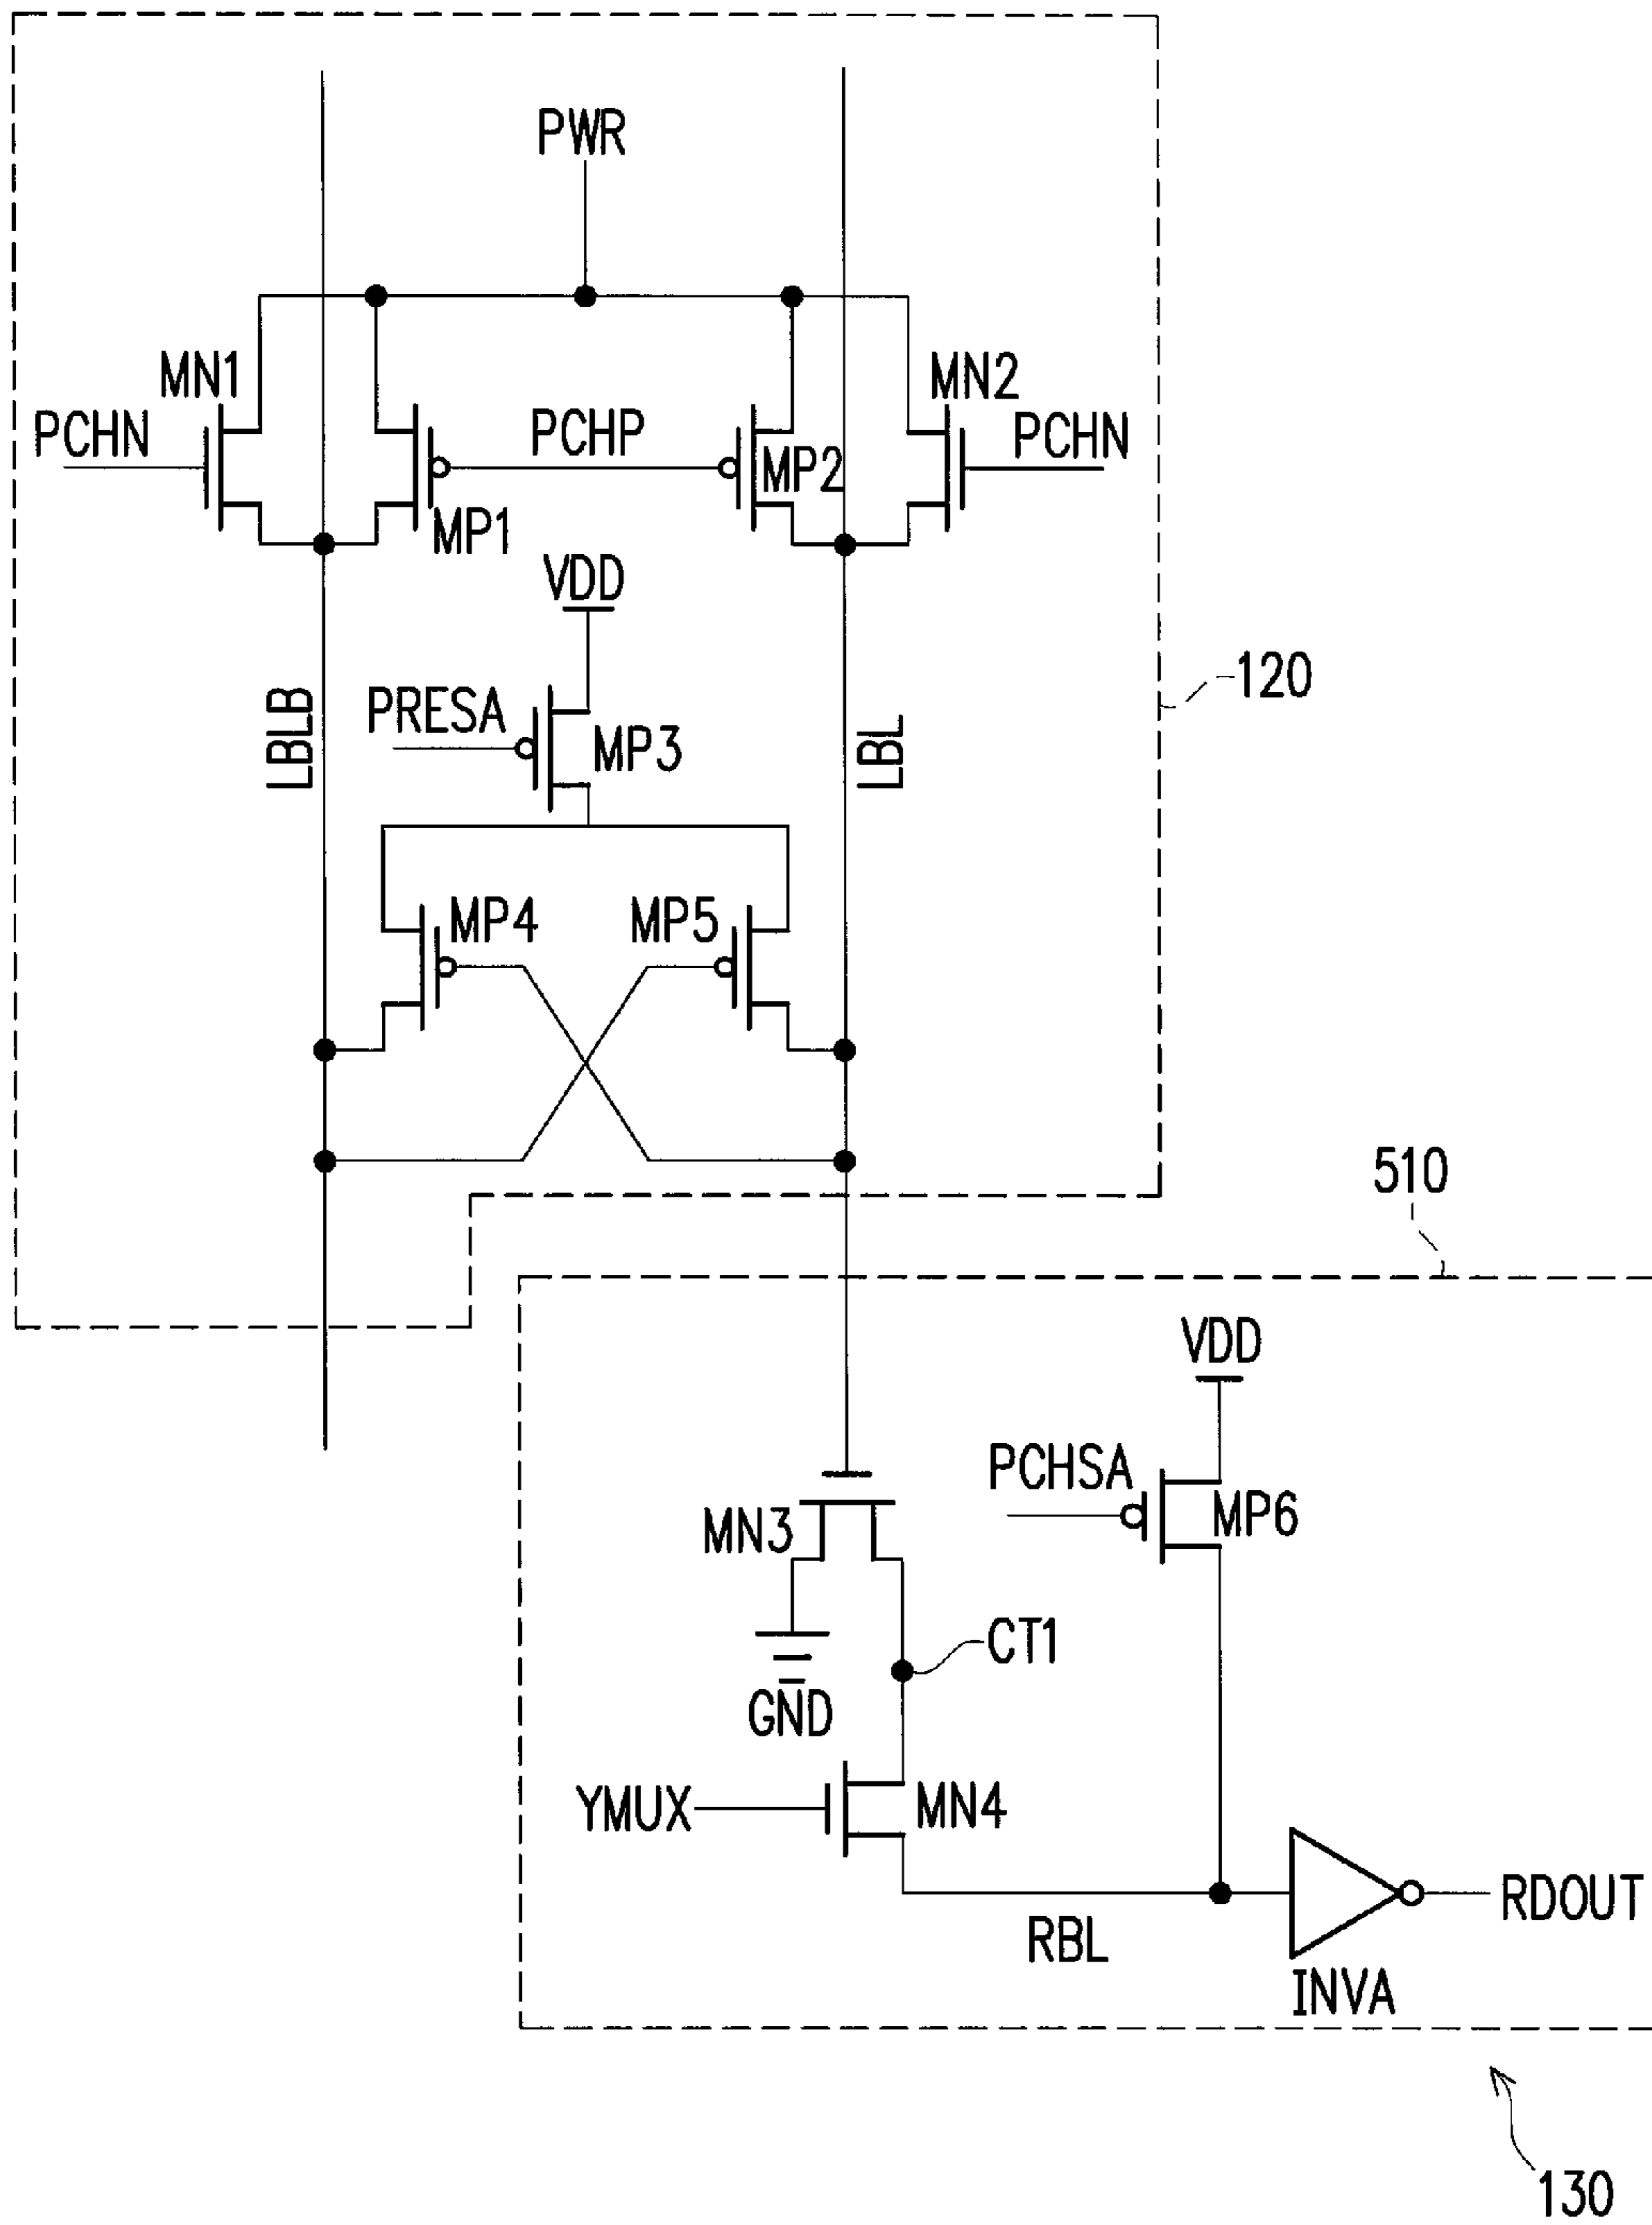 PWR
MN1
MN2
PCHN
PCHP
MP2
PCHN
MP1
VDD
120
PRESA
MP3
LBLB
LBL
MP4
MP5
510
VDD
PCHSA
MP6
MN3
CT1
GND
YMUX
MN4
RDOUT
RBL
INVA
130